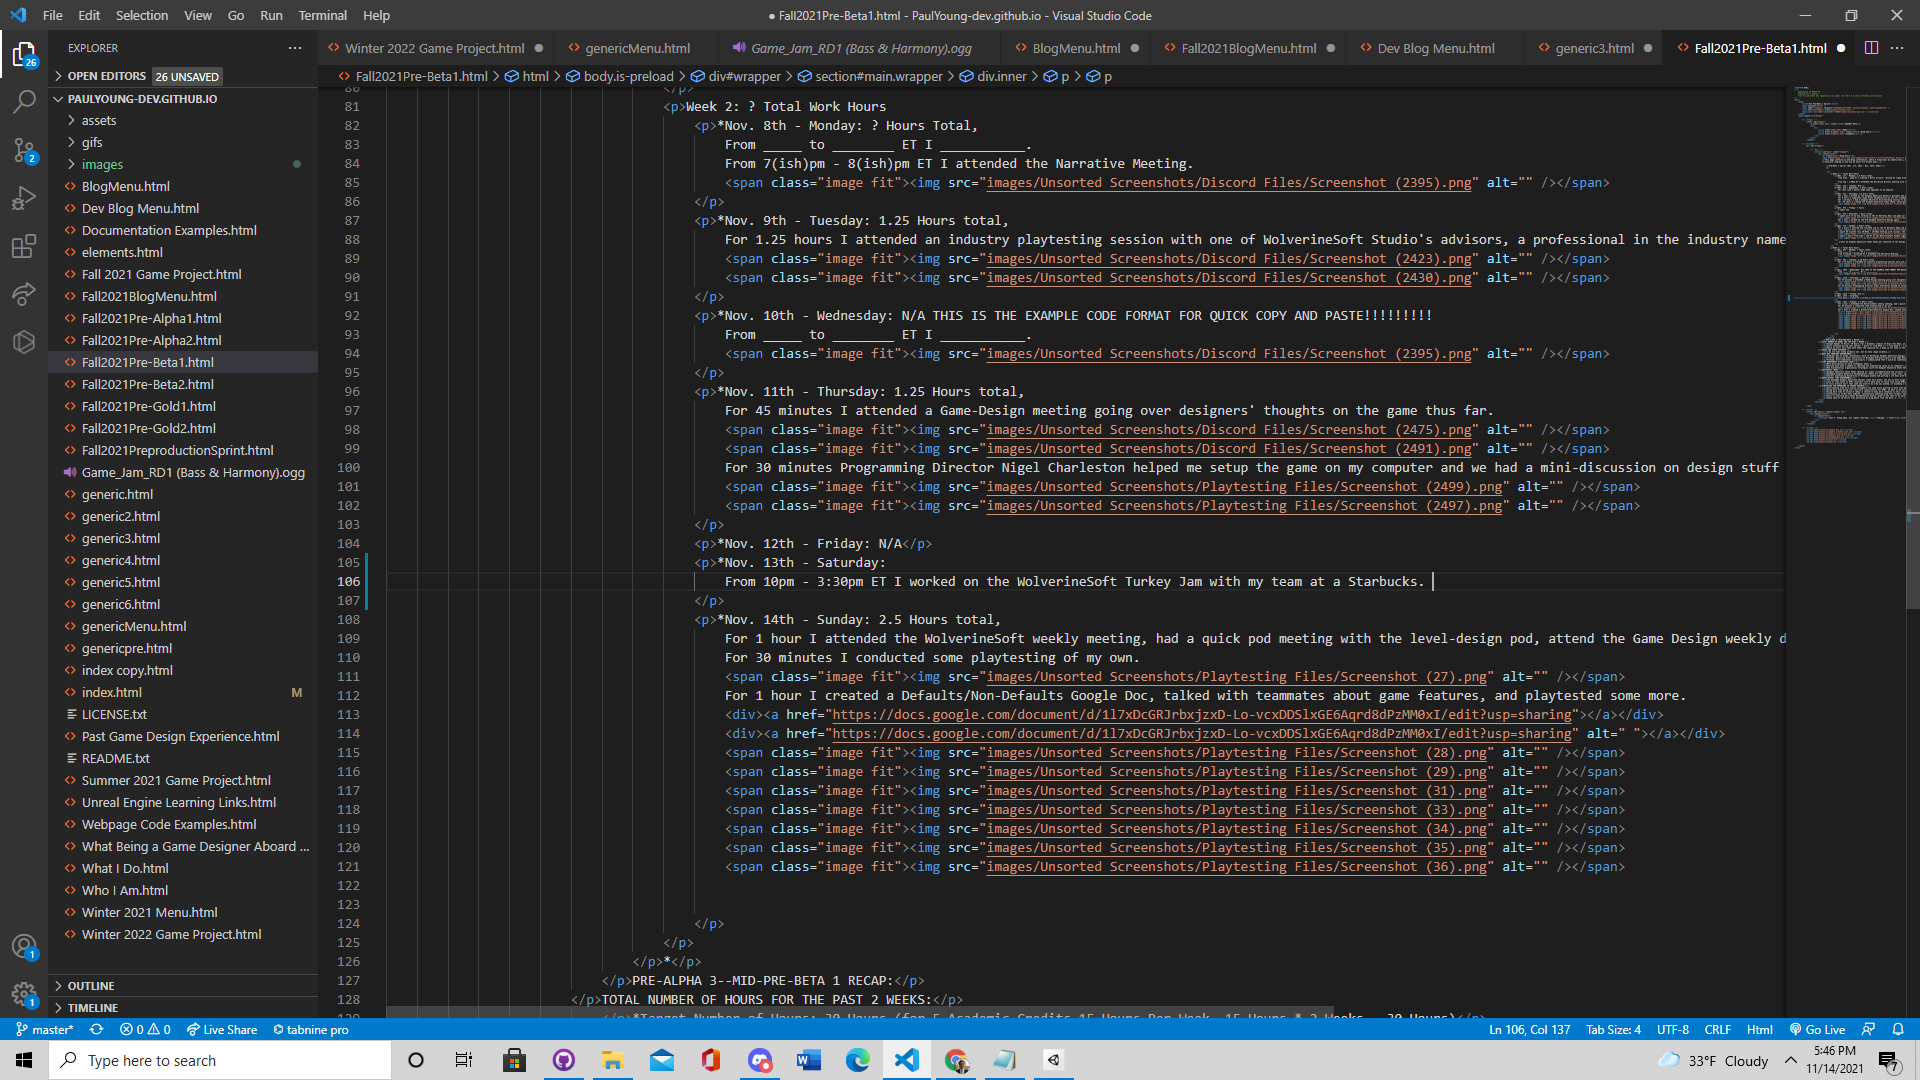 File Edit Selection View Go Run Terminal Help
● Fall2021Pre-Beta1.html - PaulYoung-dev.github.io - Visual Studio Code
EXPLORER
Winter 2022 Game Project.html
genericMenu.html
Game_Jam_RD1 (Bass & Harmony).ogg
BlogMenu.html
Fall2021BlogMenu.html
Dev Blog Menu.html
generic3.html
Fall2021Pre-Beta1.html
OPEN EDITORS 26 UNSAVED
Fall2021Pre-Beta1.html > html > body.is-preload > div#wrapper > section#main.wrapper > div.inner > p > p
PAULYOUNG-DEV.GITHUB.IO
assets
gifs
images
BlogMenu.html
Dev Blog Menu.html
Documentation Examples.html
elements.html
Fall 2021 Game Project.html
Fall2021BlogMenu.html
Fall2021Pre-Alpha1.html
Fall2021Pre-Alpha2.html
Fall2021Pre-Beta1.html
Fall2021Pre-Beta2.html
Fall2021Pre-Gold1.html
Fall2021Pre-Gold2.html
Fall2021PreproductionSprint.html
Game_Jam_RD1 (Bass & Harmony).ogg
generic.html
generic2.html
generic3.html
generic4.html
generic5.html
generic6.html
genericMenu.html
genericpre.html
index copy.html
index.html M
LICENSE.txt
Past Game Design Experience.html
README.txt
Summer 2021 Game Project.html
Unreal Engine Learning Links.html
Webpage Code Examples.html
What Being a Game Designer Aboard ...
What I Do.html
Who I Am.html
Winter 2021 Menu.html
Winter 2022 Game Project.html
OUTLINE
TIMELINE
26
2
1
1
80 </p>
81 <p>Week 2: ? Total Work Hours
82 <p>*Nov. 8th - Monday: ? Hours Total,
83 From _____ to ________ ET I ___________.
84 From 7(ish)pm - 8(ish)pm ET I attended the Narrative Meeting.
85 <span class="image fit"><img src="images/Unsorted Screenshots/Discord Files/Screenshot (2395).png" alt="" /></span>
86 </p>
87 <p>*Nov. 9th - Tuesday: 1.25 Hours total,
88 For 1.25 hours I attended an industry playtesting session with one of WolverineSoft Studio's advisors, a professional in the industry name
89 <span class="image fit"><img src="images/Unsorted Screenshots/Discord Files/Screenshot (2423).png" alt="" /></span>
90 <span class="image fit"><img src="images/Unsorted Screenshots/Discord Files/Screenshot (2430).png" alt="" /></span>
91 </p>
92 <p>*Nov. 10th - Wednesday: N/A THIS IS THE EXAMPLE CODE FORMAT FOR QUICK COPY AND PASTE!!!!!!!!!
93 From _____ to ________ ET I ___________.
94 <span class="image fit"><img src="images/Unsorted Screenshots/Discord Files/Screenshot (2395).png" alt="" /></span>
95 </p>
96 <p>*Nov. 11th - Thursday: 1.25 Hours total,
97 For 45 minutes I attended a Game-Design meeting going over designers' thoughts on the game thus far.
98 <span class="image fit"><img src="images/Unsorted Screenshots/Discord Files/Screenshot (2475).png" alt="" /></span>
99 <span class="image fit"><img src="images/Unsorted Screenshots/Discord Files/Screenshot (2491).png" alt="" /></span>
100 For 30 minutes Programming Director Nigel Charleston helped me setup the game on my computer and we had a mini-discussion on design stuff
101 <span class="image fit"><img src="images/Unsorted Screenshots/Playtesting Files/Screenshot (2499).png" alt="" /></span>
102 <span class="image fit"><img src="images/Unsorted Screenshots/Playtesting Files/Screenshot (2497).png" alt="" /></span>
103 </p>
104 <p>*Nov. 12th - Friday: N/A</p>
105 <p>*Nov. 13th - Saturday:
106 From 10pm - 3:30pm ET I worked on the WolverineSoft Turkey Jam with my team at a Starbucks.
107 </p>
108 <p>*Nov. 14th - Sunday: 2.5 Hours total,
109 For 1 hour I attended the WolverineSoft weekly meeting, had a quick pod meeting with the level-design pod, attend the Game Design weekly d
110 For 30 minutes I conducted some playtesting of my own.
111 <span class="image fit"><img src="images/Unsorted Screenshots/Playtesting Files/Screenshot (27).png" alt="" /></span>
112 For 1 hour I created a Defaults/Non-Defaults Google Doc, talked with teammates about game features, and playtested some more.
113 <div><a href="https://docs.google.com/document/d/1l7xDcGRJrbxjzxD-Lo-vcxDDSlxGE6Aqrd8dPzMM0xI/edit?usp=sharing"></a></div>
114 <div><a href="https://docs.google.com/document/d/1l7xDcGRJrbxjzxD-Lo-vcxDDSlxGE6Aqrd8dPzMM0xI/edit?usp=sharing" alt=" "></a></div>
115 <span class="image fit"><img src="images/Unsorted Screenshots/Playtesting Files/Screenshot (28).png" alt="" /></span>
116 <span class="image fit"><img src="images/Unsorted Screenshots/Playtesting Files/Screenshot (29).png" alt="" /></span>
117 <span class="image fit"><img src="images/Unsorted Screenshots/Playtesting Files/Screenshot (31).png" alt="" /></span>
118 <span class="image fit"><img src="images/Unsorted Screenshots/Playtesting Files/Screenshot (33).png" alt="" /></span>
119 <span class="image fit"><img src="images/Unsorted Screenshots/Playtesting Files/Screenshot (34).png" alt="" /></span>
120 <span class="image fit"><img src="images/Unsorted Screenshots/Playtesting Files/Screenshot (35).png" alt="" /></span>
121 <span class="image fit"><img src="images/Unsorted Screenshots/Playtesting Files/Screenshot (36).png" alt="" /></span>
122
123
124 </p>
125 </p>
126 </p>*</p>
127 </p>PRE-ALPHA 3--MID-PRE-BETA 1 RECAP:</p>
128 </p>TOTAL NUMBER OF HOURS FOR THE PAST 2 WEEKS:</p>
master* 0 0 Live Share tabnine pro
Ln 106, Col 137 Tab Size: 4 UTF-8 CRLF Html Go Live
Type here to search
33°F Cloudy
5:46 PM
11/14/2021
7